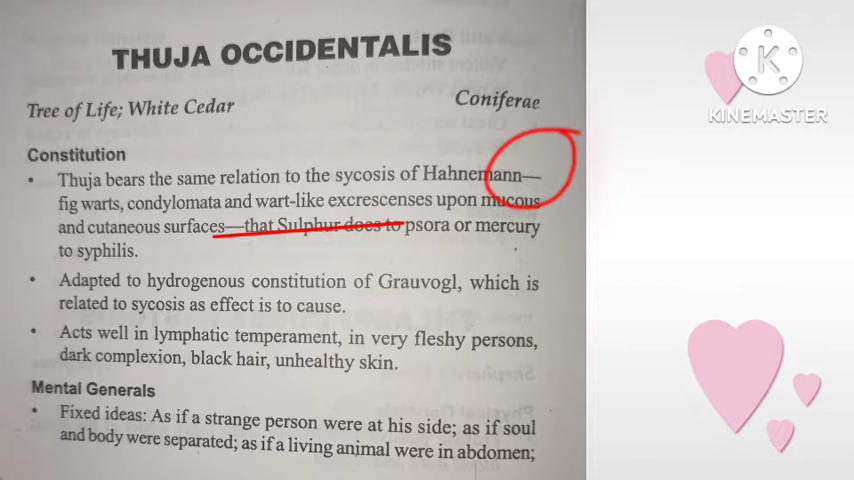 THUJA OCCIDENTALIS
Tree of Life; White Cedar
Coniferae
Constitution
• Thuja bears the same relation to the sycosis of Hahnemann—
fig warts, condylomata and wart-like excrescenses upon mucous
and cutaneous surfaces—that Sulphur does to psora or mercury
to syphilis.
• Adapted to hydrogenous constitution of Grauvogl, which is
related to sycosis as effect is to cause.
• Acts well in lymphatic temperament, in very fleshy persons,
dark complexion, black hair, unhealthy skin.
Mental Generals
• Fixed ideas: As if a strange person were at his side; as if soul
and body were separated; as if a living animal were in abdomen;
KINEMASTER